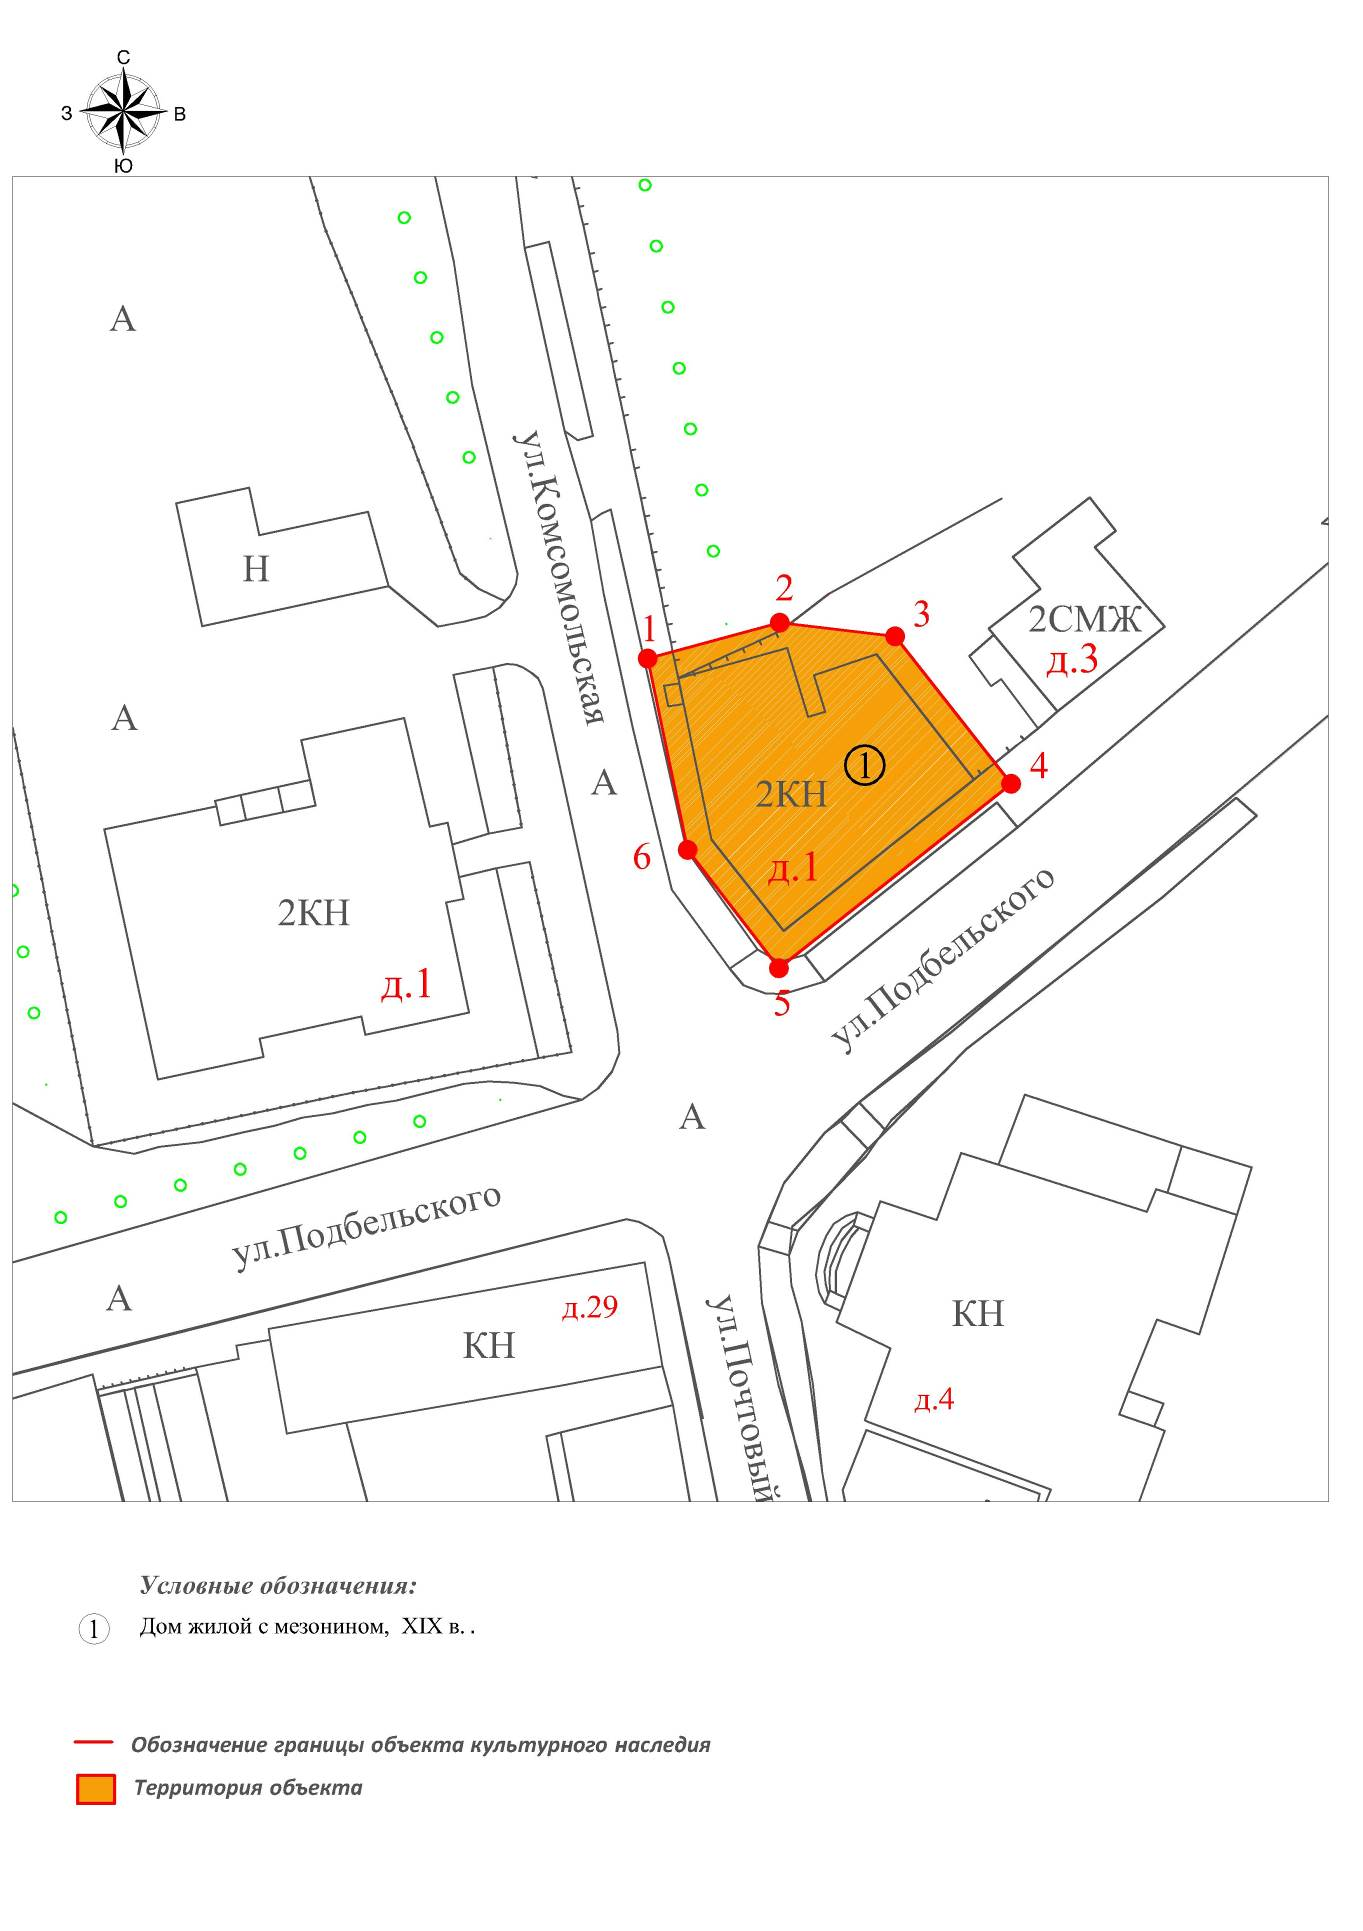 С
З
В
Ю
А
ул.Комсомольская
Н
2
1
3
2СМЖ
д.3
А
А
1
4
2КН
6
д.1
2КН
д.1
5
ул.Подбельского
А
ул.Подбельского
А
д.29
КН
КН
ул.Почтовый
д.4
Условные обозначения:
1 Дом жилой с мезонином, XIX в. .
Обозначение границы объекта культурного наследия
Территория объекта